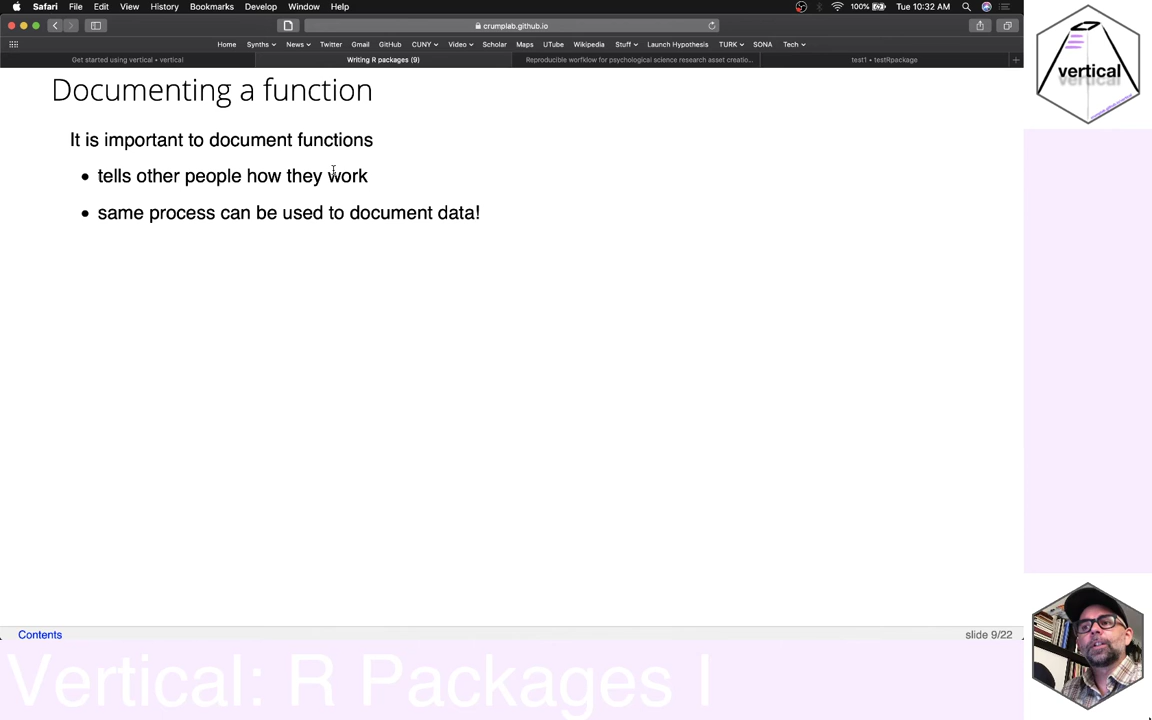 Safari File Edit View History Bookmarks Develop Window Help 100% Tue 10:32 AM
crumplab.github.io
Home Synths News Twitter Gmail GitHub CUNY Video Scholar Maps UTube Wikipedia Stuff Launch Hypothesis TURK SONA Tech
Get started using vertical • vertical Writing R packages (9) Reproducible worfklow for psychological science research asset creatio... test1 • testRpackage
vertical
Documenting a function
It is important to document functions
• tells other people how they work
• same process can be used to document data!
Contents slide 9/22
Vertical: R Packages I